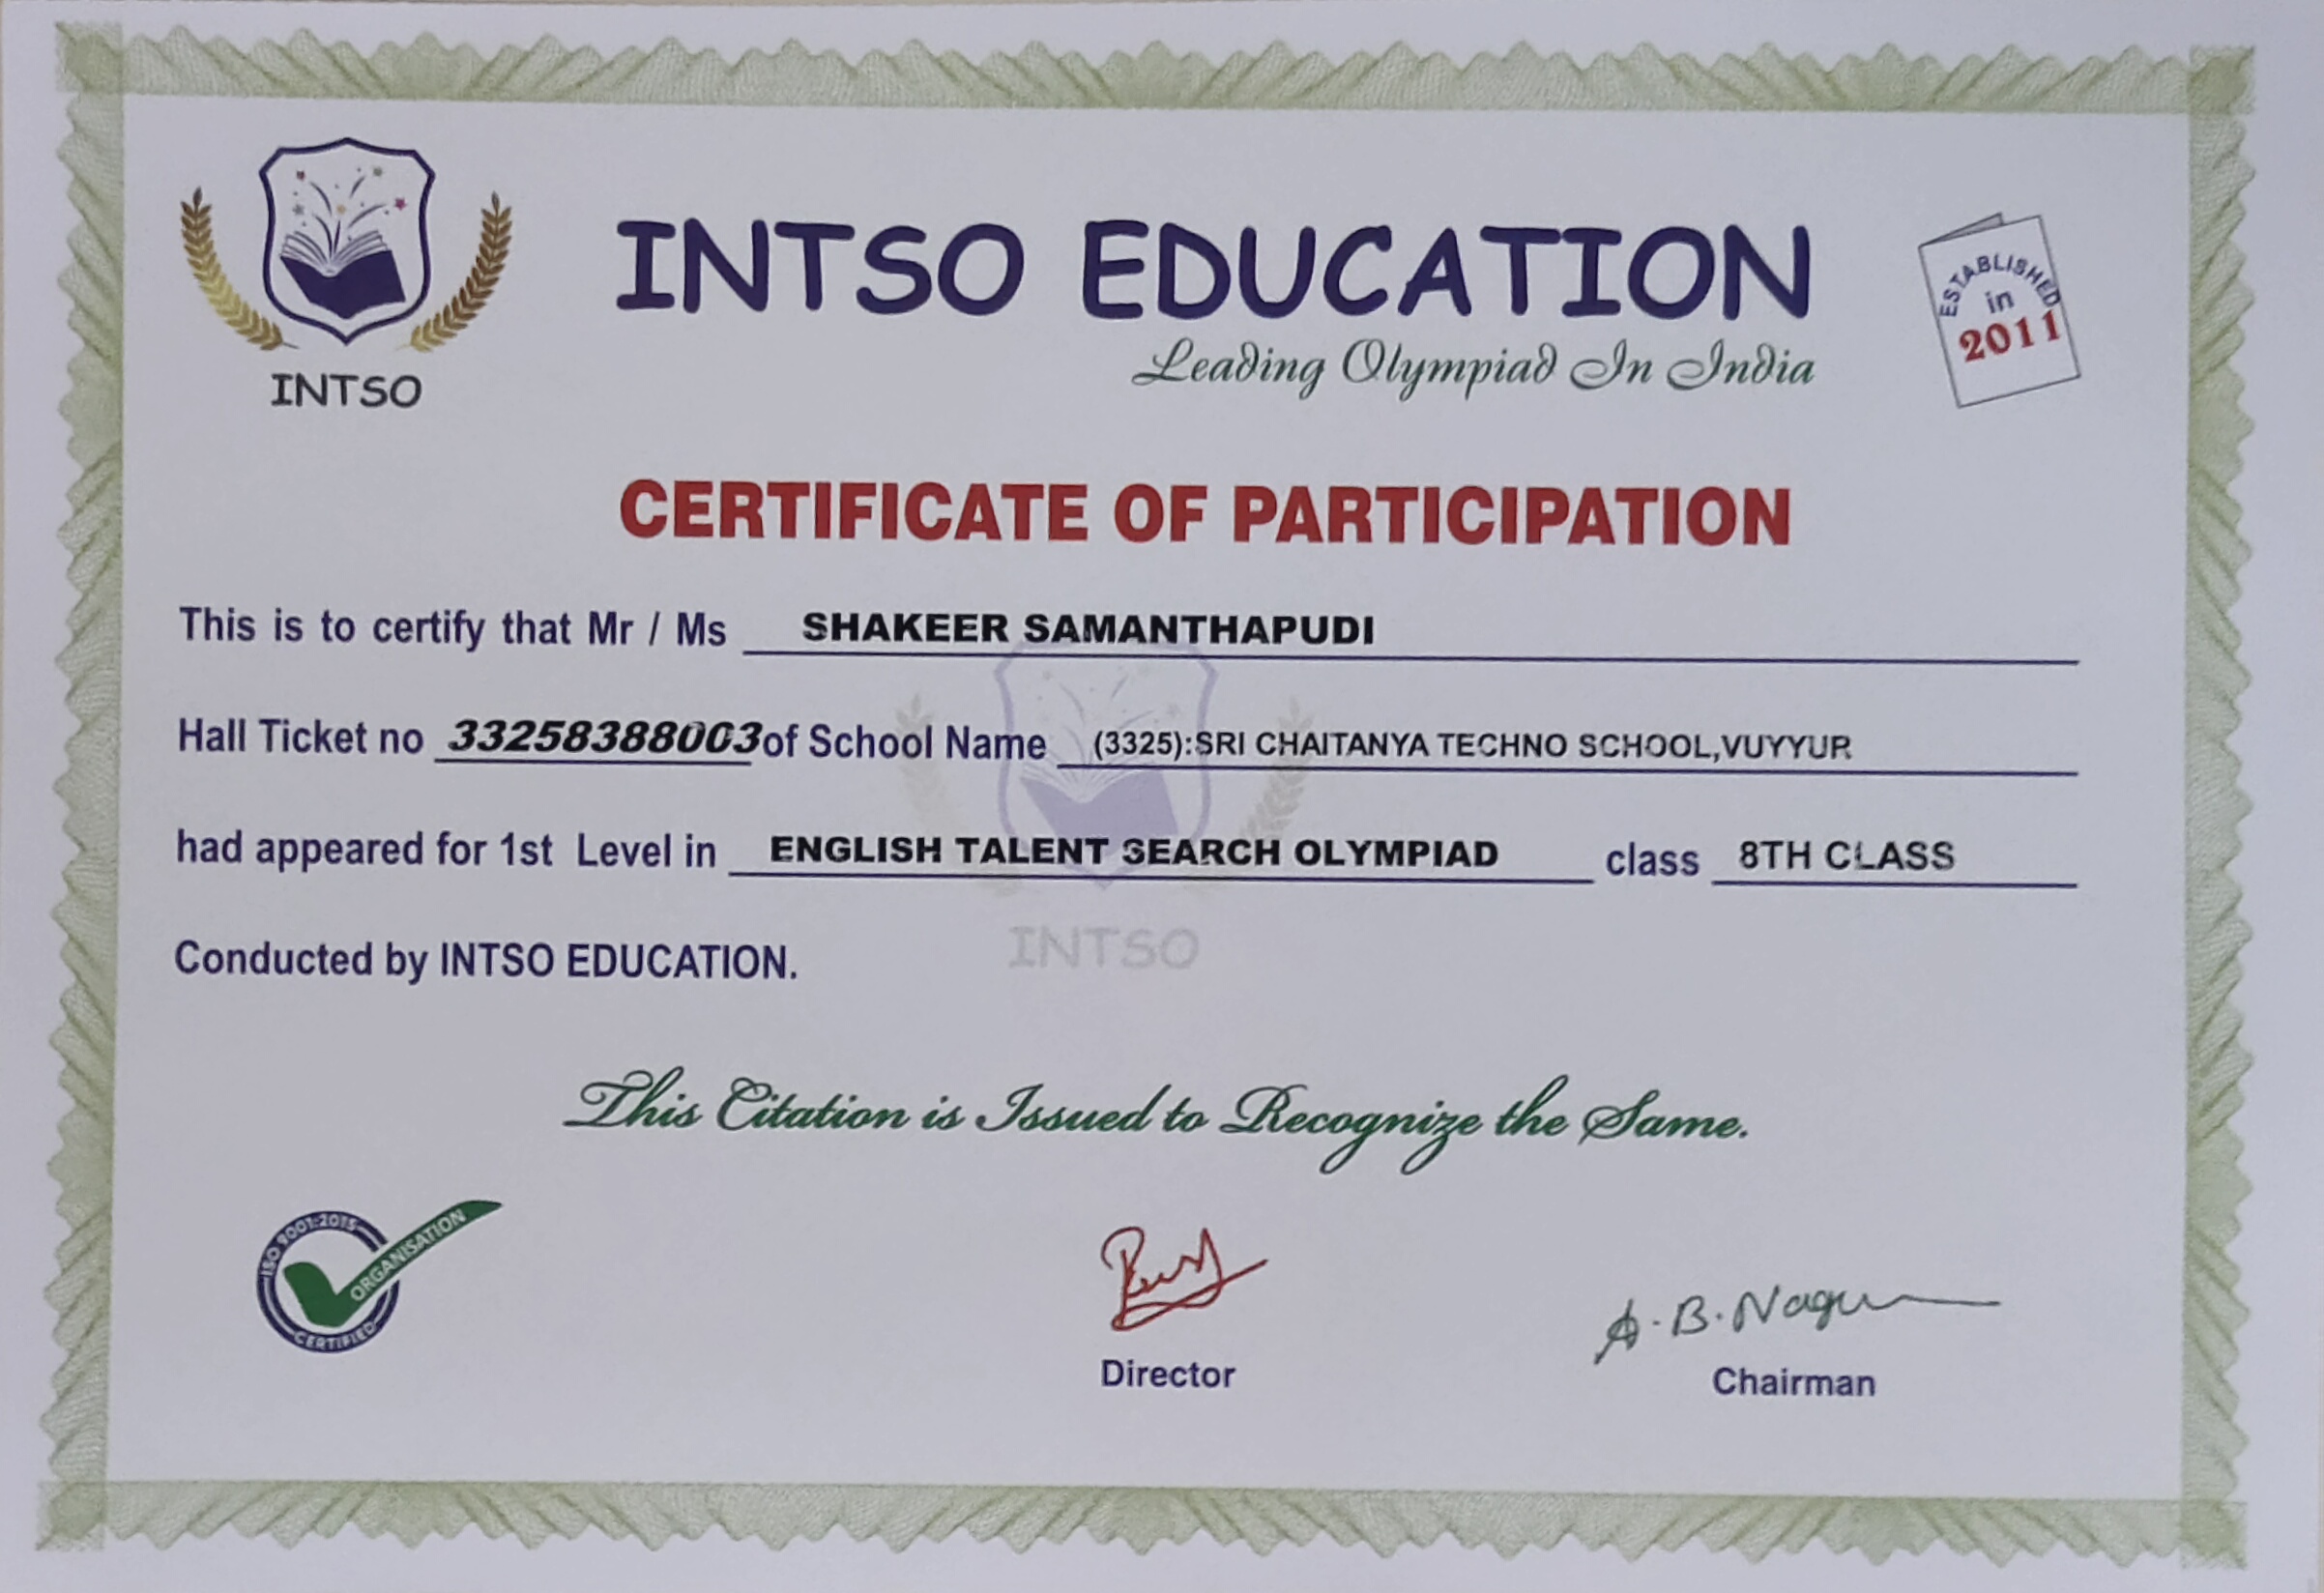 INTSO
INTSO EDUCATION
Leading Olympiad In India
ESTABLISHED
in
2011
CERTIFICATE OF PARTICIPATION
This is to certify that Mr / Ms SHAKEER SAMANTHAPUDI
Hall Ticket no 33258388003 of School Name (3325):SRI CHAITANYA TECHNO SCHOOL,VUYYUR
had appeared for 1st Level in ENGLISH TALENT SEARCH OLYMPIAD class 8TH CLASS
Conducted by INTSO EDUCATION.
INTSO
This Citation is Issued to Recognize the Same.
ISO 9001:2015
ORGANISATION
CERTIFIED
Director
A.B.Nagu
Chairman